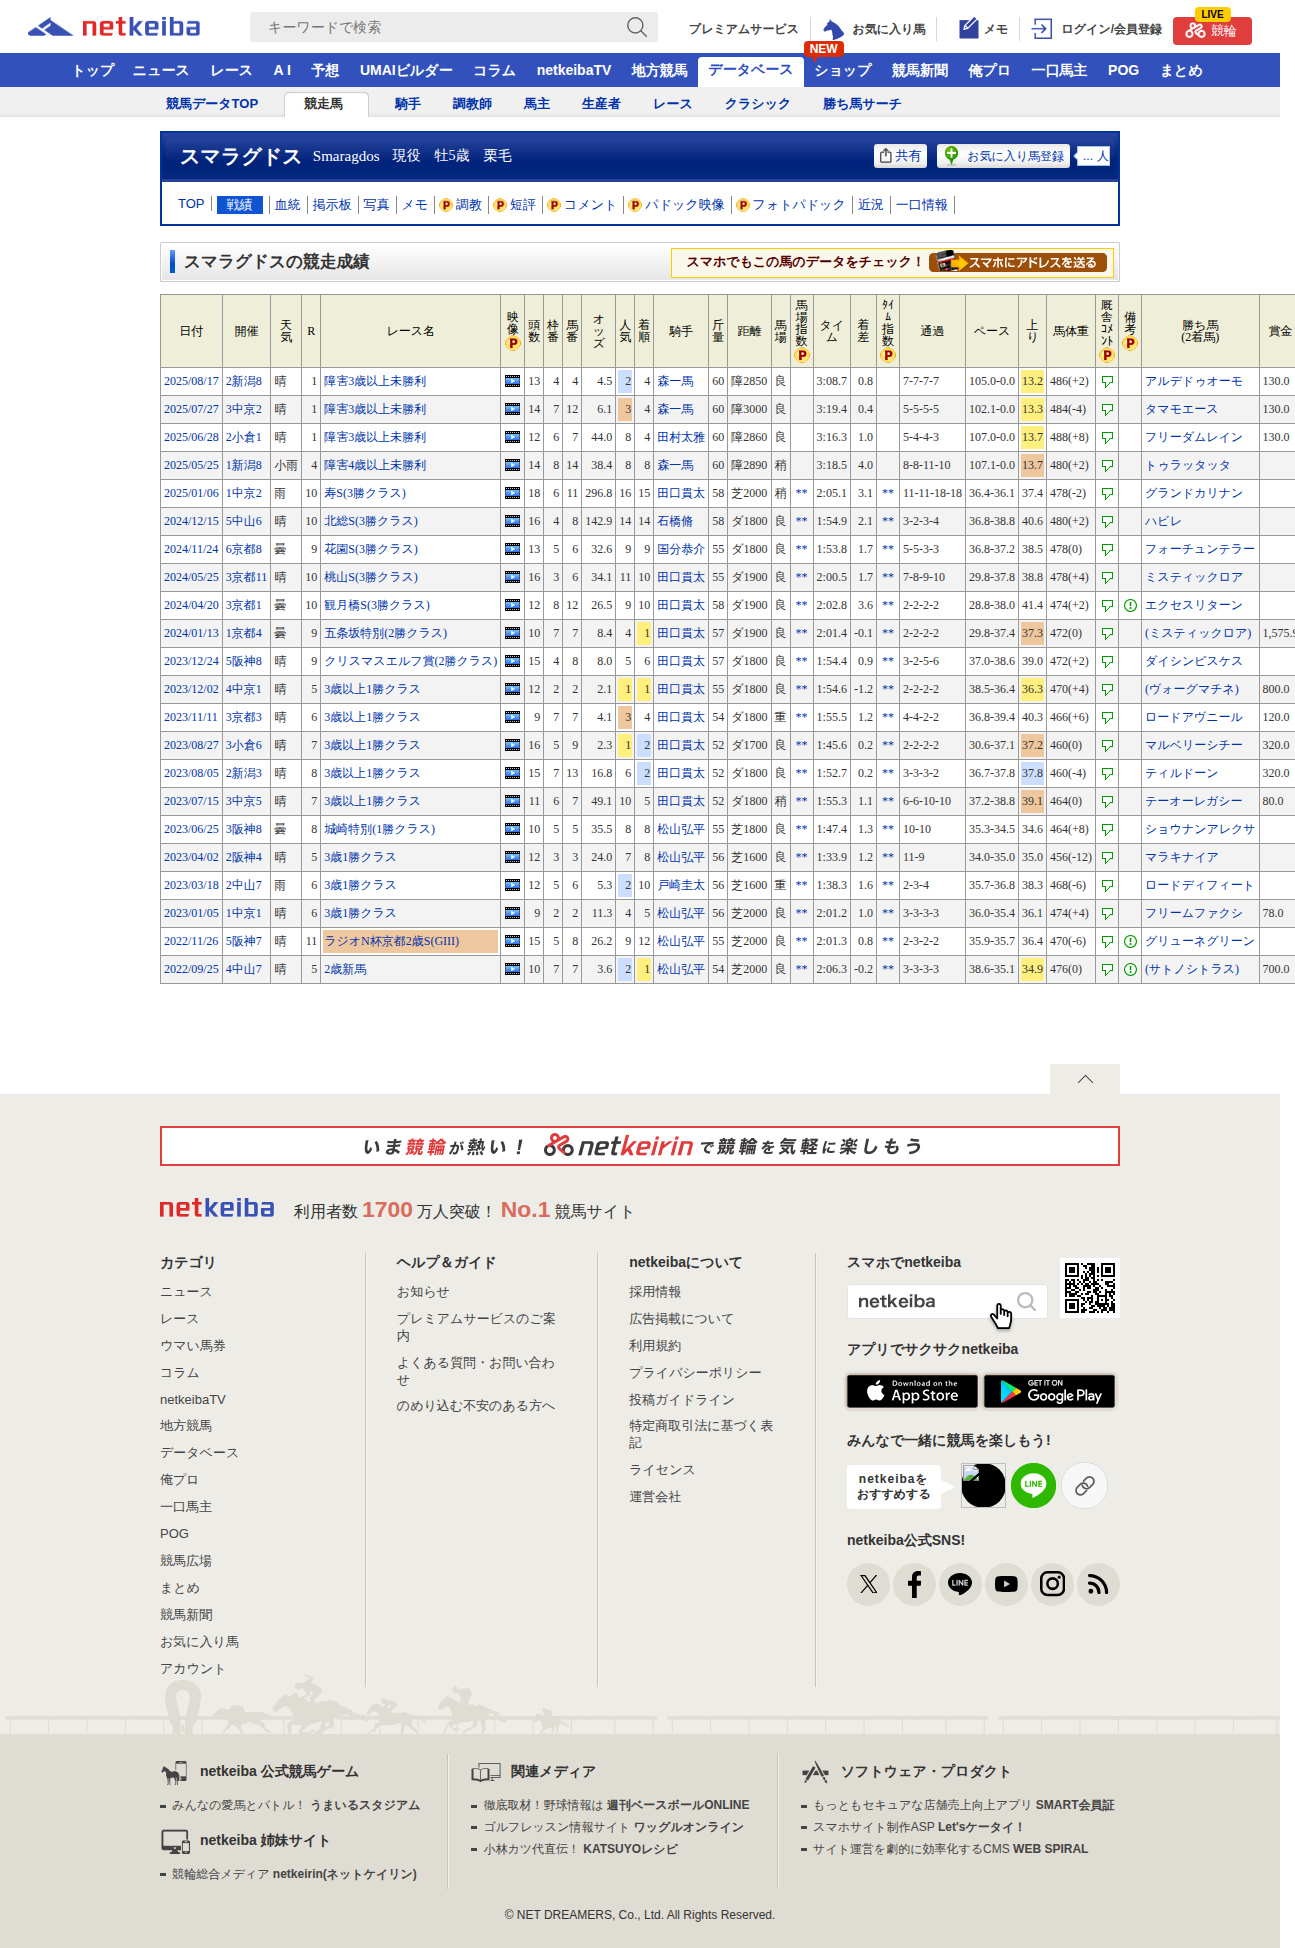 netkeiba
キーワードで検索
プレミアムサービス
お気に入り馬
メモ
ログイン/会員登録
LIVE
競輪
NEW
トップ ニュース レース A I 予想 UMAIビルダー コラム netkeibaTV 地方競馬 データベース ショップ 競馬新聞 俺プロ 一口馬主 POG まとめ
競馬データTOP 競走馬 騎手 調教師 馬主 生産者 レース クラシック 勝ち馬サーチ
スマラグドス Smaragdos 現役 牡5歳 栗毛
共有 お気に入り馬登録 ... 人
TOP 戦績 血統 掲示板 写真 メモ P調教 P短評 Pコメント Pパドック映像 Pフォトパドック 近況 一口情報
スマラグドスの競走成績
スマホでもこの馬のデータをチェック！ スマホにアドレスを送る
日付 開催 天気 R レース名 映像P 頭数 枠番 馬番 オッズ 人気 着順 騎手 斤量 距離 馬場 馬場指数P タイム 着差 ﾀｲﾑ指数P 通過 ペース 上り 馬体重 厩舎ｺﾒﾝﾄP 備考P 勝ち馬(2着馬) 賞金
2025/08/17 2新潟8 晴 1 障害3歳以上未勝利 13 4 4 4.5 2 4 森一馬 60 障2850 良 3:08.7 0.8 7-7-7-7 105.0-0.0 13.2 486(+2) アルデドゥオーモ 130.0
2025/07/27 3中京2 晴 1 障害3歳以上未勝利 14 7 12 6.1 3 4 森一馬 60 障3000 良 3:19.4 0.4 5-5-5-5 102.1-0.0 13.3 484(-4) タマモエース 130.0
2025/06/28 2小倉1 晴 1 障害3歳以上未勝利 12 6 7 44.0 8 4 田村太雅 60 障2860 良 3:16.3 1.0 5-4-4-3 107.0-0.0 13.7 488(+8) フリーダムレイン 130.0
2025/05/25 1新潟8 小雨 4 障害4歳以上未勝利 14 8 14 38.4 8 8 森一馬 60 障2890 稍 3:18.5 4.0 8-8-11-10 107.1-0.0 13.7 480(+2) トゥラッタッタ
2025/01/06 1中京2 雨 10 寿S(3勝クラス) 18 6 11 296.8 16 15 田口貫太 58 芝2000 稍 ** 2:05.1 3.1 ** 11-11-18-18 36.4-36.1 37.4 478(-2) グランドカリナン
2024/12/15 5中山6 晴 10 北総S(3勝クラス) 16 4 8 142.9 14 14 石橋脩 58 ダ1800 良 ** 1:54.9 2.1 ** 3-2-3-4 36.8-38.8 40.6 480(+2) ハビレ
2024/11/24 6京都8 曇 9 花園S(3勝クラス) 13 5 6 32.6 9 9 国分恭介 55 ダ1800 良 ** 1:53.8 1.7 ** 5-5-3-3 36.8-37.2 38.5 478(0) フォーチュンテラー
2024/05/25 3京都11 晴 10 桃山S(3勝クラス) 16 3 6 34.1 11 10 田口貫太 55 ダ1900 良 ** 2:00.5 1.7 ** 7-8-9-10 29.8-37.8 38.8 478(+4) ミスティックロア
2024/04/20 3京都1 曇 10 観月橋S(3勝クラス) 12 8 12 26.5 9 10 田口貫太 58 ダ1900 良 ** 2:02.8 3.6 ** 2-2-2-2 28.8-38.0 41.4 474(+2) エクセスリターン
2024/01/13 1京都4 曇 9 五条坂特別(2勝クラス) 10 7 7 8.4 4 1 田口貫太 57 ダ1900 良 ** 2:01.4 -0.1 ** 2-2-2-2 29.8-37.4 37.3 472(0) (ミスティックロア) 1,575.9
2023/12/24 5阪神8 晴 9 クリスマスエルフ賞(2勝クラス) 15 4 8 8.0 5 6 田口貫太 57 ダ1800 良 ** 1:54.4 0.9 ** 3-2-5-6 37.0-38.6 39.0 472(+2) ダイシンピスケス
2023/12/02 4中京1 晴 5 3歳以上1勝クラス 12 2 2 2.1 1 1 田口貫太 55 ダ1800 良 ** 1:54.6 -1.2 ** 2-2-2-2 38.5-36.4 36.3 470(+4) (ヴォーグマチネ) 800.0
2023/11/11 3京都3 晴 6 3歳以上1勝クラス 9 7 7 4.1 3 4 田口貫太 54 ダ1800 重 ** 1:55.5 1.2 ** 4-4-2-2 36.8-39.4 40.3 466(+6) ロードアヴニール 120.0
2023/08/27 3小倉6 晴 7 3歳以上1勝クラス 16 5 9 2.3 1 2 田口貫太 52 ダ1700 良 ** 1:45.6 0.2 ** 2-2-2-2 30.6-37.1 37.2 460(0) マルベリーシチー 320.0
2023/08/05 2新潟3 晴 8 3歳以上1勝クラス 15 7 13 16.8 6 2 田口貫太 52 ダ1800 良 ** 1:52.7 0.2 ** 3-3-3-2 36.7-37.8 37.8 460(-4) ティルドーン 320.0
2023/07/15 3中京5 晴 7 3歳以上1勝クラス 11 6 7 49.1 10 5 田口貫太 52 ダ1800 稍 ** 1:55.3 1.1 ** 6-6-10-10 37.2-38.8 39.1 464(0) テーオーレガシー 80.0
2023/06/25 3阪神8 曇 8 城崎特別(1勝クラス) 10 5 5 35.5 8 8 松山弘平 55 芝1800 良 ** 1:47.4 1.3 ** 10-10 35.3-34.5 34.6 464(+8) ショウナンアレクサ
2023/04/02 2阪神4 晴 5 3歳1勝クラス 12 3 3 24.0 7 8 松山弘平 56 芝1600 良 ** 1:33.9 1.2 ** 11-9 34.0-35.0 35.0 456(-12) マラキナイア
2023/03/18 2中山7 雨 6 3歳1勝クラス 12 5 6 5.3 2 10 戸崎圭太 56 芝1600 重 ** 1:38.3 1.6 ** 2-3-4 35.7-36.8 38.3 468(-6) ロードディフィート
2023/01/05 1中京1 晴 6 3歳1勝クラス 9 2 2 11.3 4 5 松山弘平 56 芝2000 良 ** 2:01.2 1.0 ** 3-3-3-3 36.0-35.4 36.1 474(+4) フリームファクシ 78.0
2022/11/26 5阪神7 晴 11 ラジオN杯京都2歳S(GIII) 15 5 8 26.2 9 12 松山弘平 55 芝2000 良 ** 2:01.3 0.8 ** 2-3-2-2 35.9-35.7 36.4 470(-6) グリューネグリーン
2022/09/25 4中山7 晴 5 2歳新馬 10 7 7 3.6 2 1 松山弘平 54 芝2000 良 ** 2:06.3 -0.2 ** 3-3-3-3 38.6-35.1 34.9 476(0) (サトノシトラス) 700.0
いま競輪が熱い！ netkeirinで競輪を気軽に楽しもう
netkeiba 利用者数 1700 万人突破！ No.1 競馬サイト
カテゴリ
ニュース
レース
ウマい馬券
コラム
netkeibaTV
地方競馬
データベース
俺プロ
一口馬主
POG
競馬広場
まとめ
競馬新聞
お気に入り馬
アカウント
ヘルプ＆ガイド
お知らせ
プレミアムサービスのご案
内
よくある質問・お問い合わ
せ
のめり込む不安のある方へ
netkeibaについて
採用情報
広告掲載について
利用規約
プライバシーポリシー
投稿ガイドライン
特定商取引法に基づく表
記
ライセンス
運営会社
スマホでnetkeiba
netkeiba
アプリでサクサクnetkeiba
Download on the
App Store
GET IT ON
Google Play
みんなで一緒に競馬を楽しもう!
netkeibaを
おすすめする
LINE
netkeiba公式SNS!
LINE
netkeiba 公式競馬ゲーム
みんなの愛馬とバトル！ うまいるスタジアム
netkeiba 姉妹サイト
競輪総合メディア netkeirin(ネットケイリン)
関連メディア
徹底取材！野球情報は 週刊ベースボールONLINE
ゴルフレッスン情報サイト ワッグルオンライン
小林カツ代直伝！ KATSUYOレシピ
ソフトウェア・プロダクト
もっともセキュアな店舗売上向上アプリ SMART会員証
スマホサイト制作ASP Let'sケータイ！
サイト運営を劇的に効率化するCMS WEB SPIRAL
© NET DREAMERS, Co., Ltd. All Rights Reserved.